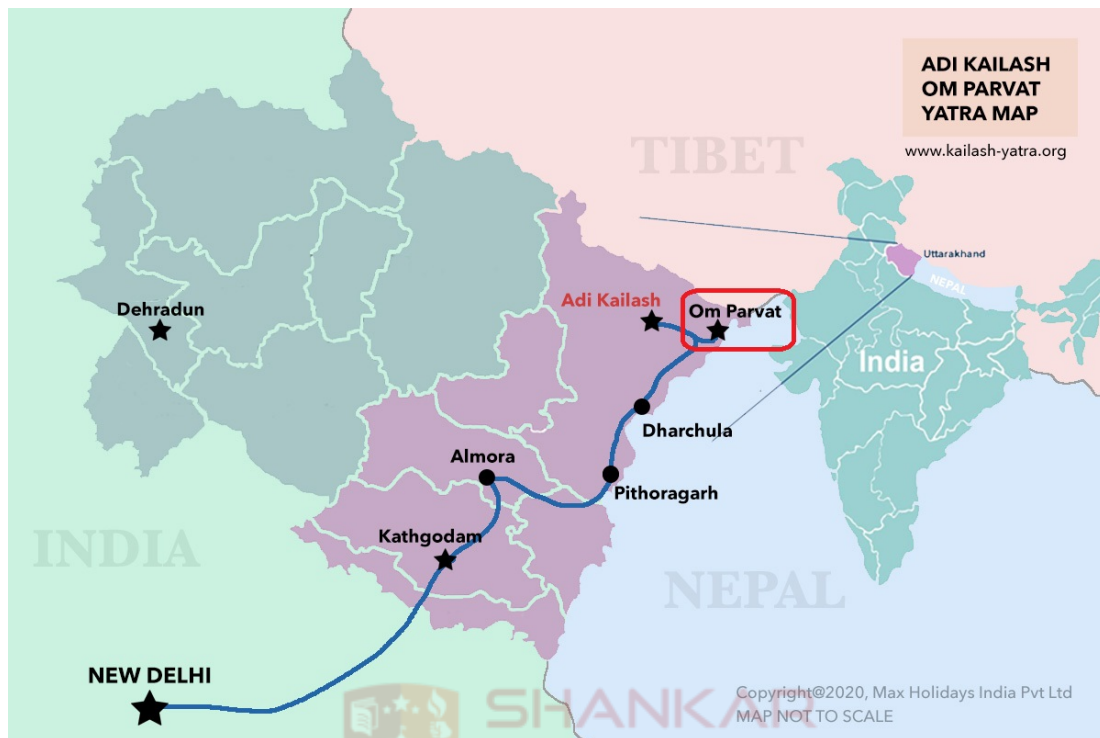 ADI KAILASH
OM PARVAT
YATRA MAP
www.kailash-yatra.org
TIBET
Uttarakhand
NEPAL
Dehradun
Adi Kailash
Om Parvat
India
Dharchula
Almora
Pithoragarh
Kathgodam
INDIA
NEPAL
NEW DELHI
SHANKAR
Copyright@2020, Max Holidays India Pvt Ltd
MAP NOT TO SCALE